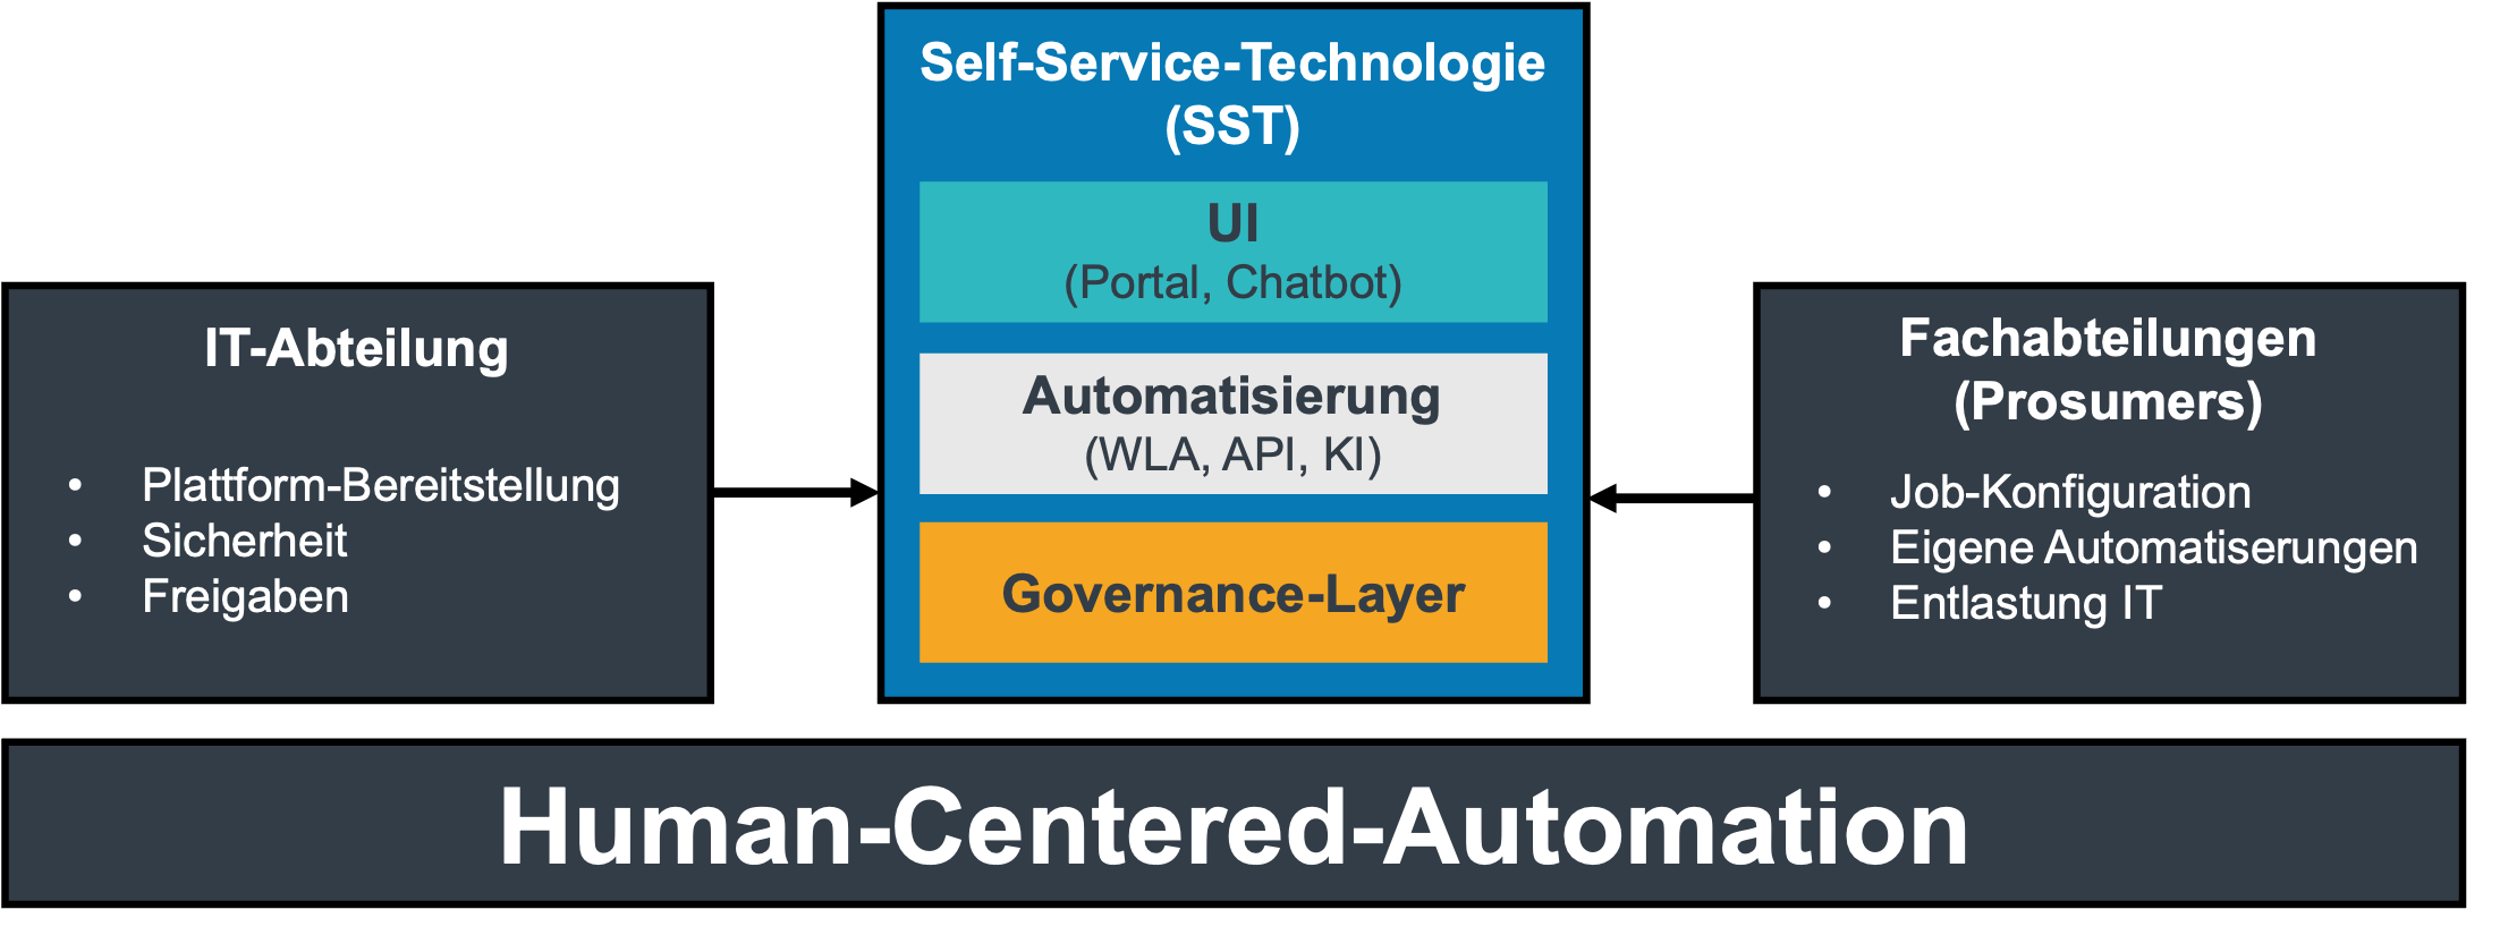 Self-Service-Technologie
(SST)
UI
(Portal, Chatbot)
Automatisierung
(WLA, API, KI)
Governance-Layer
IT-Abteilung
• Plattform-Bereitstellung
• Sicherheit
• Freigaben
Fachabteilungen
(Prosumers)
• Job-Konfiguration
• Eigene Automatiserungen
• Entlastung IT
Human-Centered-Automation